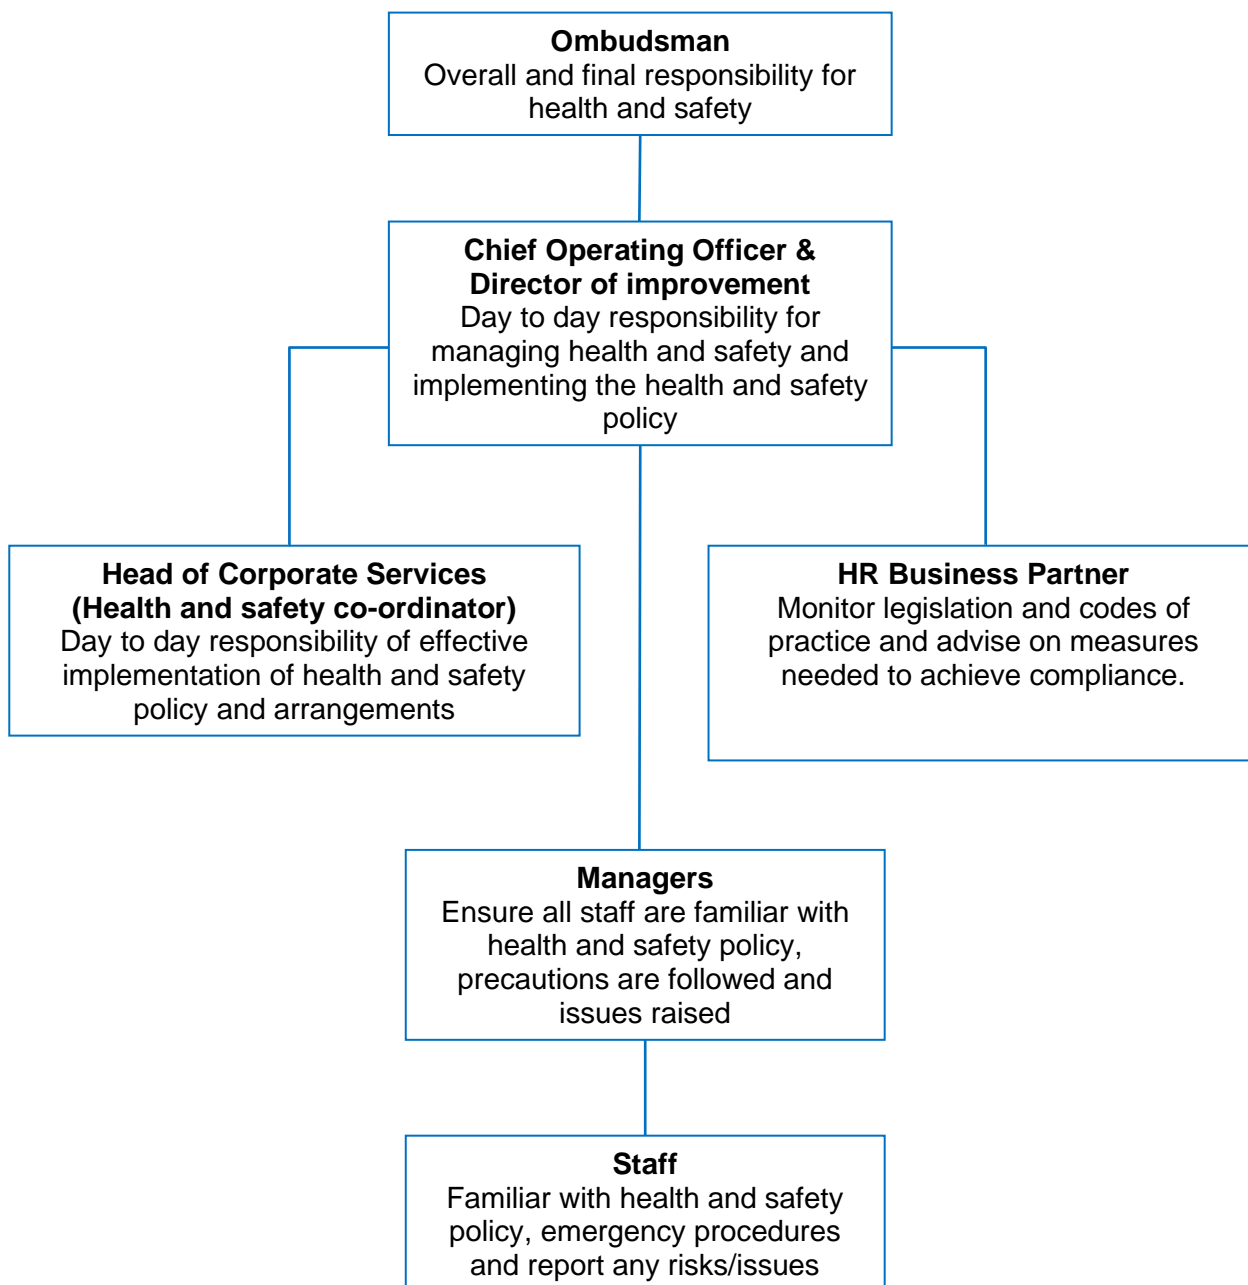 Ombudsman
Overall and final responsibility for
health and safety
Chief Operating Officer &
Director of improvement
Day to day responsibility for
managing health and safety and
implementing the health and safety
policy
Head of Corporate Services
(Health and safety co-ordinator)
Day to day responsibility of effective
implementation of health and safety
policy and arrangements
HR Business Partner
Monitor legislation and codes of
practice and advise on measures
needed to achieve compliance.
Managers
Ensure all staff are familiar with
health and safety policy,
precautions are followed and
issues raised
Staff
Familiar with health and safety
policy, emergency procedures
and report any risks/issues